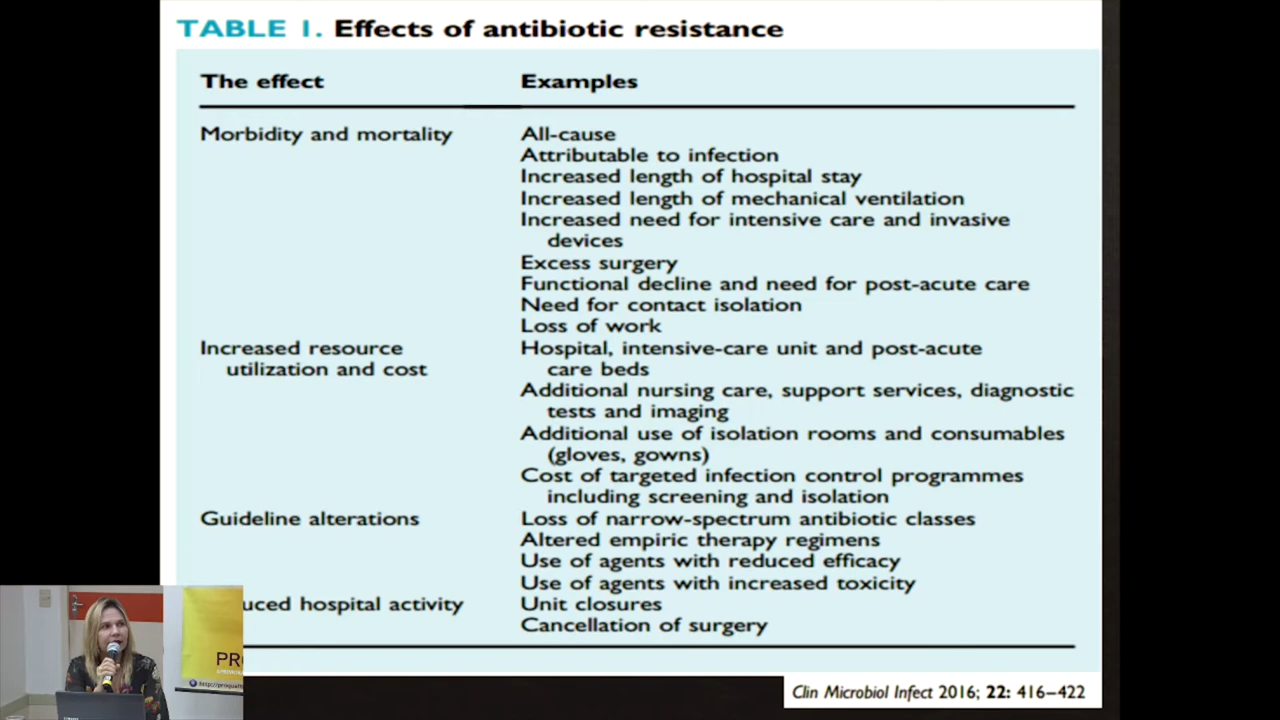 TABLE 1. Effects of antibiotic resistance
The effect Examples
Morbidity and mortality All-cause
Attributable to infection
Increased length of hospital stay
Increased length of mechanical ventilation
Increased need for intensive care and invasive
devices
Excess surgery
Functional decline and need for post-acute care
Need for contact isolation
Loss of work
Increased resource Hospital, intensive-care unit and post-acute
utilization and cost care beds
Additional nursing care, support services, diagnostic
tests and imaging
Additional use of isolation rooms and consumables
(gloves, gowns)
Cost of targeted infection control programmes
including screening and isolation
Guideline alterations Loss of narrow-spectrum antibiotic classes
Altered empiric therapy regimens
Use of agents with reduced efficacy
Use of agents with increased toxicity
uced hospital activity Unit closures
Cancellation of surgery
PR
Clin Microbiol Infect 2016; 22: 416–422